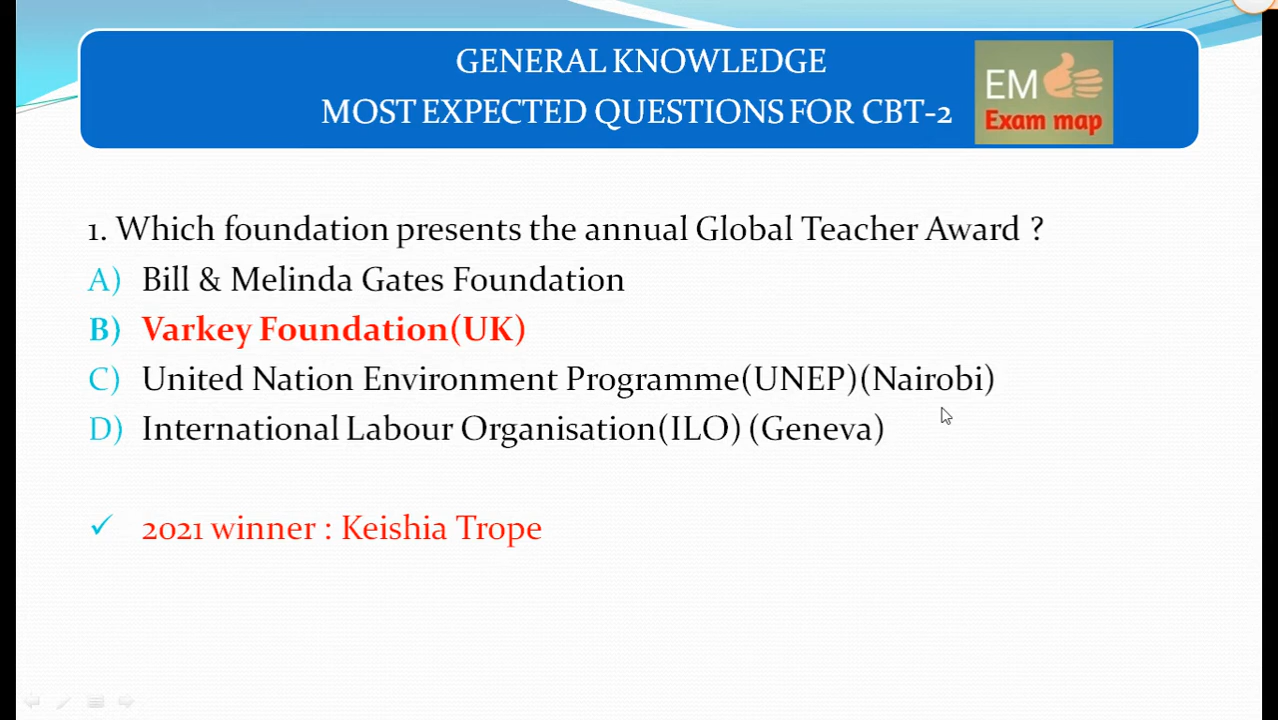 GENERAL KNOWLEDGE
MOST EXPECTED QUESTIONS FOR CBT-2
EM
Exam map
1. Which foundation presents the annual Global Teacher Award ?
A) Bill & Melinda Gates Foundation
B) Varkey Foundation(UK)
C) United Nation Environment Programme(UNEP)(Nairobi)
D) International Labour Organisation(ILO) (Geneva)
✓ 2021 winner : Keishia Trope